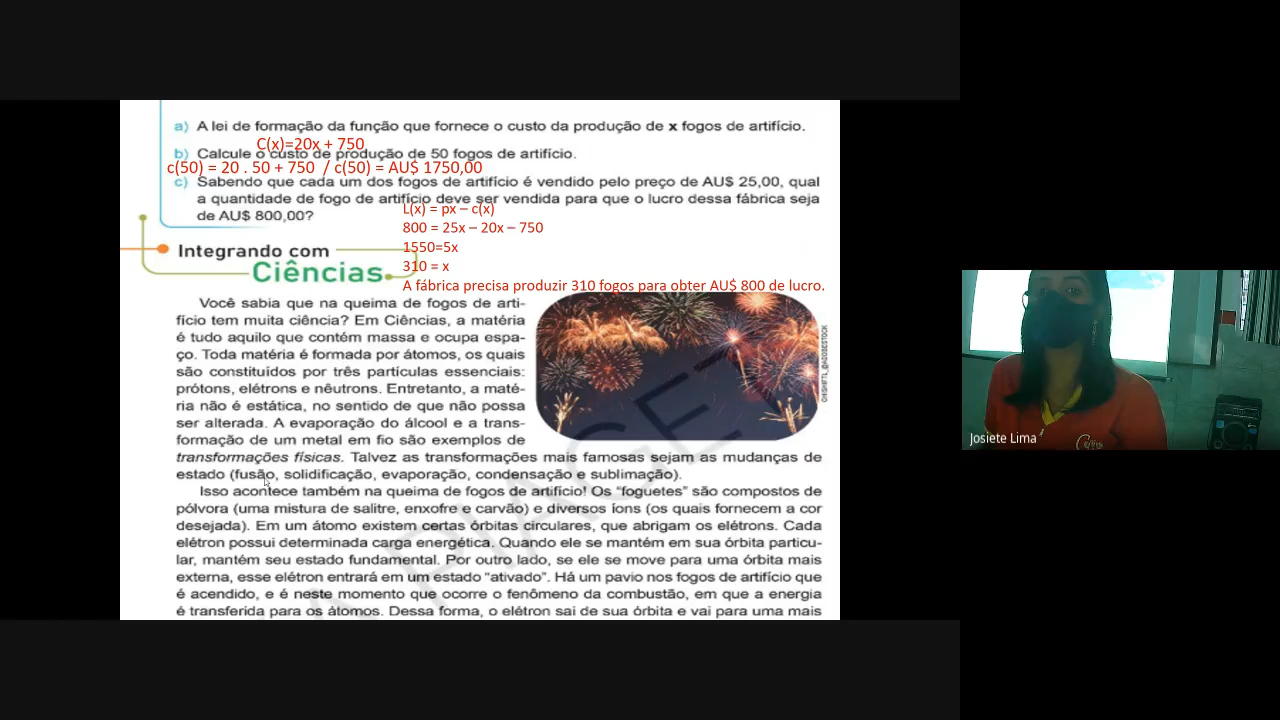 a) A lei de formação da função que fornece o custo da produção de x fogos de artifício.
C(x)=20x + 750
b) Calcule o custo de produção de 50 fogos de artifício.
c(50) = 20 . 50 + 750 / c(50) = AU$ 1750,00
c) Sabendo que cada um dos fogos de artifício é vendido pelo preço de AU$ 25,00, qual
a quantidade de fogo de artifício deve ser vendida para que o lucro dessa fábrica seja
de AU$ 800,00?
L(x) = px – c(x)
800 = 25x – 20x – 750
1550=5x
310 = x
A fábrica precisa produzir 310 fogos para obter AU$ 800 de lucro.
Integrando com
Ciências
Você sabia que na queima de fogos de arti-
fício tem muita ciência? Em Ciências, a matéria
é tudo aquilo que contém massa e ocupa espa-
ço. Toda matéria é formada por átomos, os quais
são constituídos por três partículas essenciais:
prótons, elétrons e nêutrons. Entretanto, a maté-
ria não é estática, no sentido de que não possa
ser alterada. A evaporação do álcool e a trans-
formação de um metal em fio são exemplos de
transformações físicas. Talvez as transformações mais famosas sejam as mudanças de
estado (fusão, solidificação, evaporação, condensação e sublimação).
Isso acontece também na queima de fogos de artifício! Os “foguetes” são compostos de
pólvora (uma mistura de salitre, enxofre e carvão) e diversos íons (os quais fornecem a cor
desejada). Em um átomo existem certas órbitas circulares, que abrigam os elétrons. Cada
elétron possui determinada carga energética. Quando ele se mantém em sua órbita particu-
lar, mantém seu estado fundamental. Por outro lado, se ele se move para uma órbita mais
externa, esse elétron entrará em um estado “ativado”. Há um pavio nos fogos de artifício que
é acendido, e é neste momento que ocorre o fenômeno da combustão, em que a energia
é transferida para os átomos. Dessa forma, o elétron sai de sua órbita e vai para uma mais
PIAGET
Josiete Lima